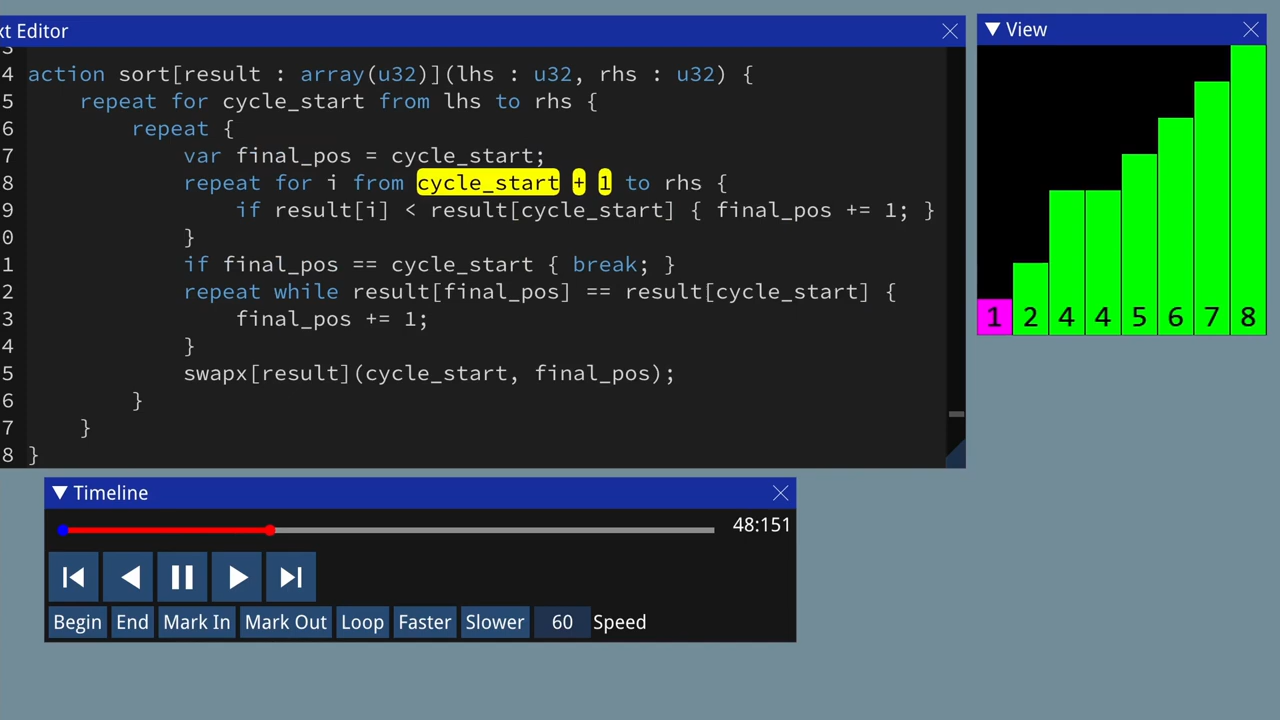 xt Editor
3
4 action sort[result : array(u32)](lhs : u32, rhs : u32) {
5     repeat for cycle_start from lhs to rhs {
6         repeat {
7             var final_pos = cycle_start;
8             repeat for i from cycle_start + 1 to rhs {
9                 if result[i] < result[cycle_start] { final_pos += 1; }
0             }
1             if final_pos == cycle_start { break; }
2             repeat while result[final_pos] == result[cycle_start] {
3                 final_pos += 1;
4             }
5             swapx[result](cycle_start, final_pos);
6         }
7     }
8 }
View
1 2 4 4 5 6 7 8
Timeline
48:151
Begin End Mark In Mark Out Loop Faster Slower 60 Speed